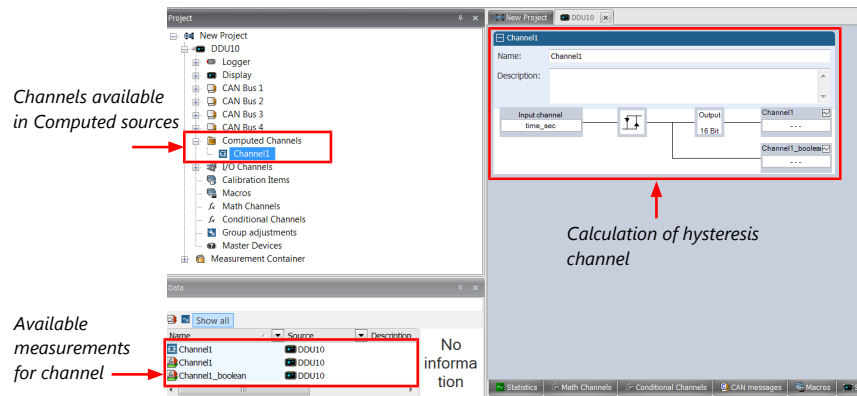 Project
New Project
DDU10
Logger
Display
CAN Bus 1
CAN Bus 2
CAN Bus 3
CAN Bus 4
Computed Channels
Channel1
I/O Channels
Calibration Items
Macros
Math Channels
Conditional Channels
Group adjustments
Master Devices
Measurement Container
Channels available
in Computed sources
Data
Show all
Name Source Description
Channel1 DDU10
Channel1 DDU10
Channel1_boolean DDU10
No
informa
tion
Available
measurements
for channel
New Project DDU10
Channel1
Name: Channel1
Description:
Input channel
time_sec
Output
16 Bit
Channel1
---
Channel1_boolean
---
Calculation of hysteresis
channel
Statistics Math Channels Conditional Channels CAN messages Macros S